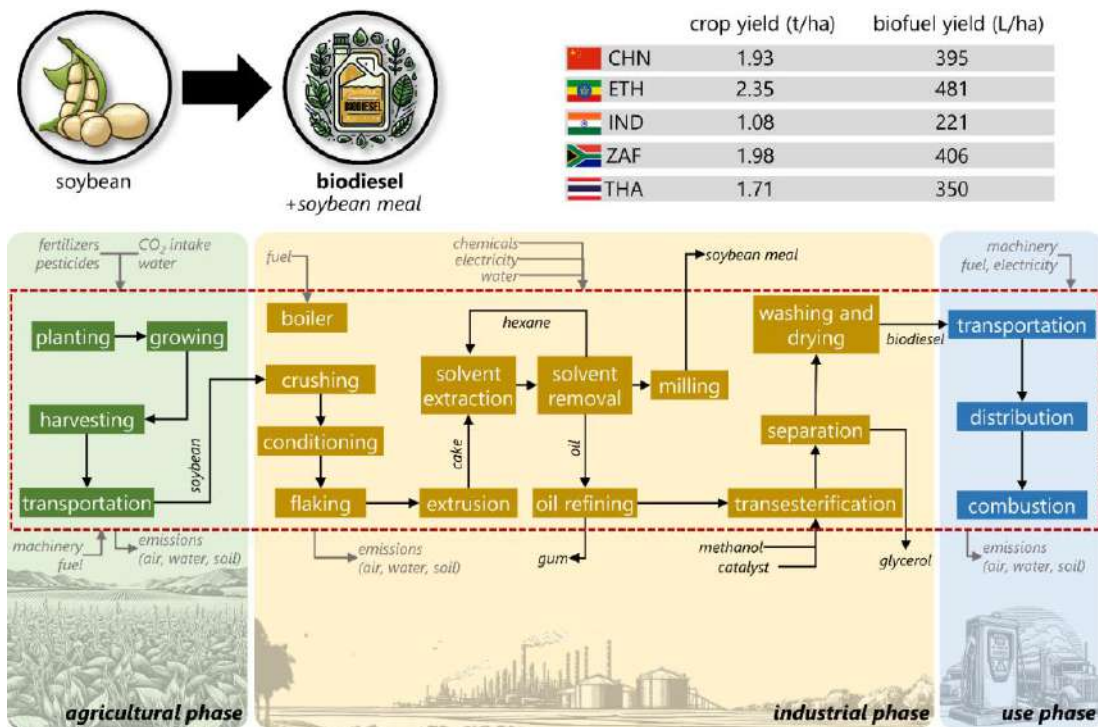 crop yield (t/ha) biofuel yield (L/ha)
CHN 1.93 395
ETH 2.35 481
IND 1.08 221
ZAF 1.98 406
THA 1.71 350
BIODIESEL
soybean
biodiesel
+soybean meal
fertilizers
pesticides
CO₂ intake
water
planting
growing
harvesting
transportation
soybean
machinery
fuel
emissions
(air, water, soil)
agricultural phase
fuel
chemicals
electricity
water
soybean meal
boiler
crushing
conditioning
flaking
extrusion
cake
solvent
extraction
hexane
solvent
removal
milling
oil
oil refining
gum
transesterification
methanol
catalyst
separation
glycerol
washing and
drying
biodiesel
emissions
(air, water, soil)
industrial phase
machinery
fuel, electricity
transportation
distribution
combustion
emissions
(air, water, soil)
use phase